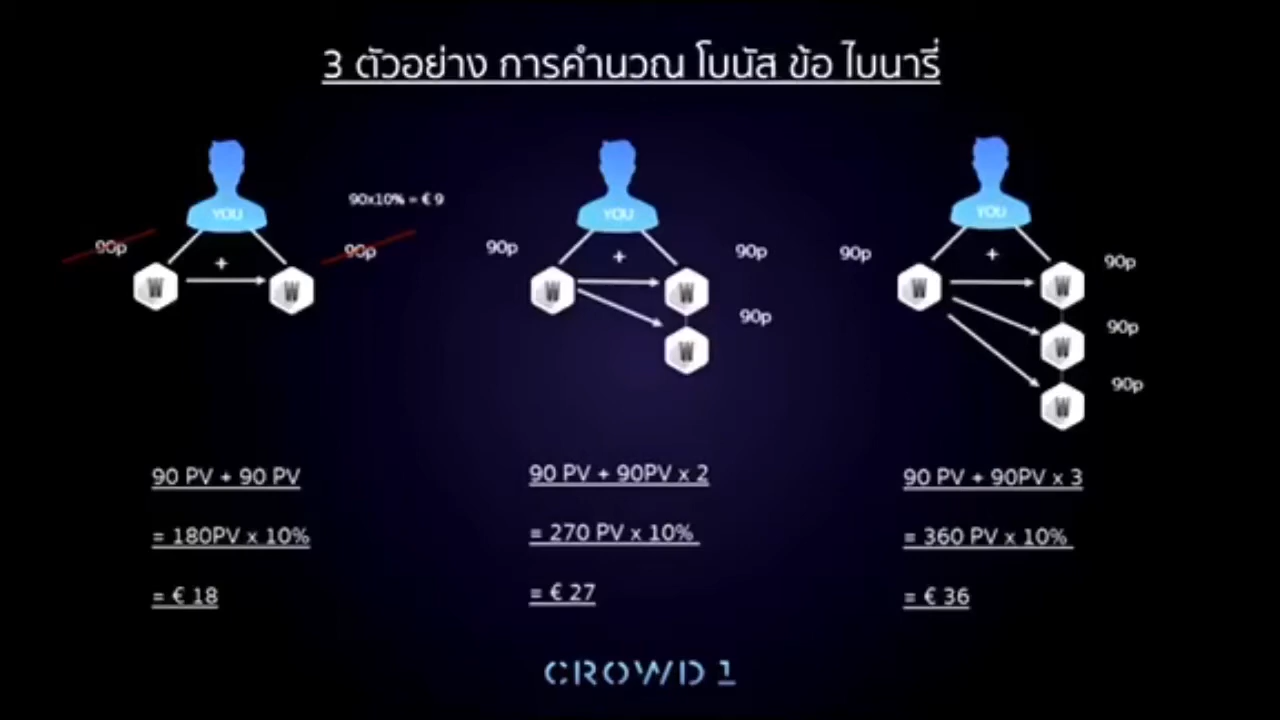 3 ตัวอย่าง การคำนวณ โบนัส ข้อ ไบนารี่
YOU
90x10% = € 9
90p
90p
+
W
W
YOU
90p
90p
+
W
W
90p
W
YOU
90p
90p
+
W
W
90p
W
90p
W
90 PV + 90 PV
= 180PV x 10%
= € 18
90 PV + 90PV x 2
= 270 PV x 10%
= € 27
90 PV + 90PV x 3
= 360 PV x 10%
= € 36
CROWD 1